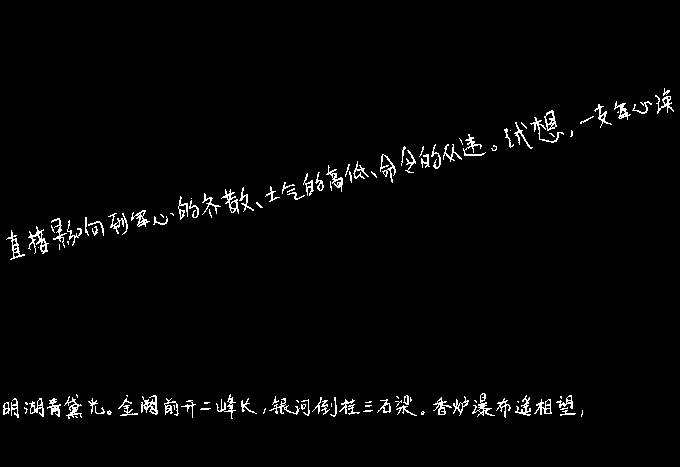 直接影响到军心的齐散、士气的高低、命令的从违。试想，一支军心涣
明湖青黛光。金阙前开二峰长，银河倒挂三石梁。香炉瀑布遥相望，